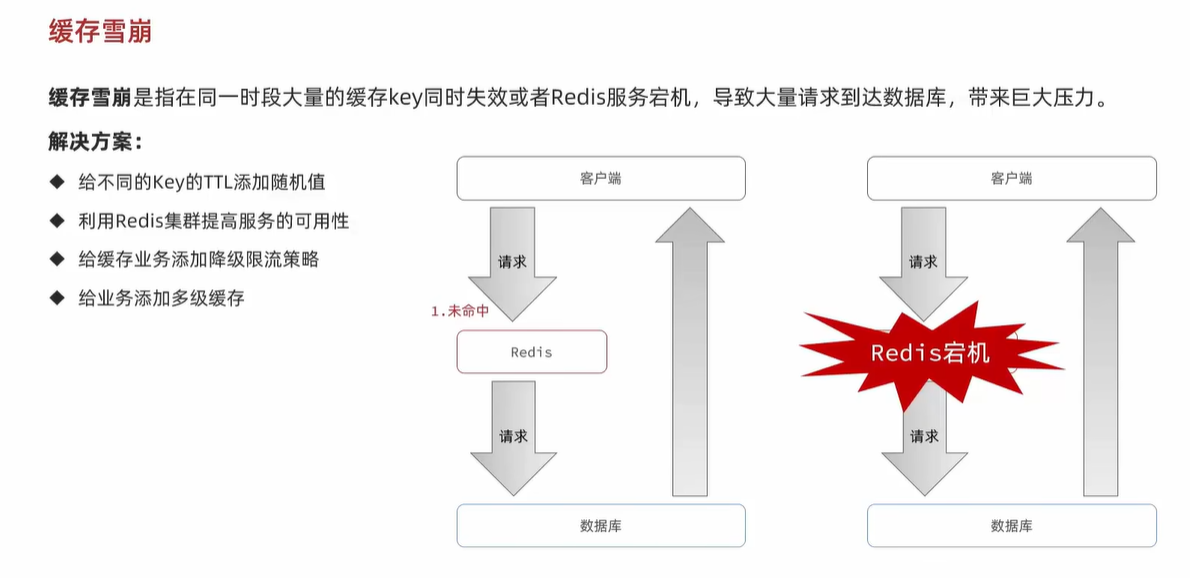 缓存雪崩
缓存雪崩是指在同一时段大量的缓存key同时失效或者Redis服务宕机，导致大量请求到达数据库，带来巨大压力。
解决方案：
◆ 给不同的Key的TTL添加随机值
◆ 利用Redis集群提高服务的可用性
◆ 给缓存业务添加降级限流策略
◆ 给业务添加多级缓存
客户端
请求
1.未命中
Redis
请求
数据库
客户端
请求
Redis宕机
请求
数据库